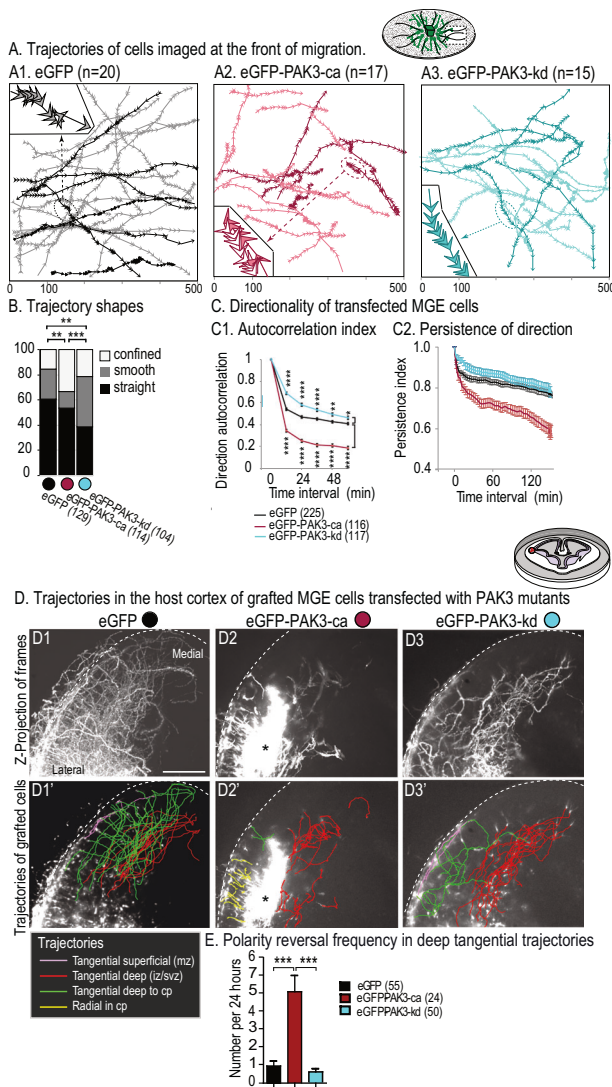 A. Trajectories of cells imaged at the front of migration.
A1. eGFP (n=20)
A2. eGFP-PAK3-ca (n=17)
A3. eGFP-PAK3-kd (n=15)
0 100 500
0 100 500
0 100 500
B. Trajectory shapes
** 
** ***
100
80
60
40
20
0
confined
smooth
straight
eGFP (129)
eGFP-PAK3-ca (114)
eGFP-PAK3-kd (104)
C. Directionality of transfected MGE cells
C1. Autocorrelation index
Direction autocorrelation
1
0.8
0.6
0.4
0.2
0
0 24 48
Time interval (min)
eGFP (225)
eGFP-PAK3-ca (116)
eGFP-PAK3-kd (117)
C2. Persistence of direction
Persistence index
1.0
0.8
0.6
0.4
0 60 120
Time interval (min)
D. Trajectories in the host cortex of grafted MGE cells transfected with PAK3 mutants
eGFP
eGFP-PAK3-ca
eGFP-PAK3-kd
Z-Projection of frames
D1
Medial
Lateral
D2
*
D3
Trajectories of grafted cells
D1'
D2'
*
D3'
Trajectories
Tangential superficial (mz)
Tangential deep (iz/svz)
Tangential deep to cp
Radial in cp
E. Polarity reversal frequency in deep tangential trajectories
Number per 24 hours
7
6
5
4
3
2
1
0
*** ***
eGFP (55)
eGFPPAK3-ca (24)
eGFPPAK3-kd (50)